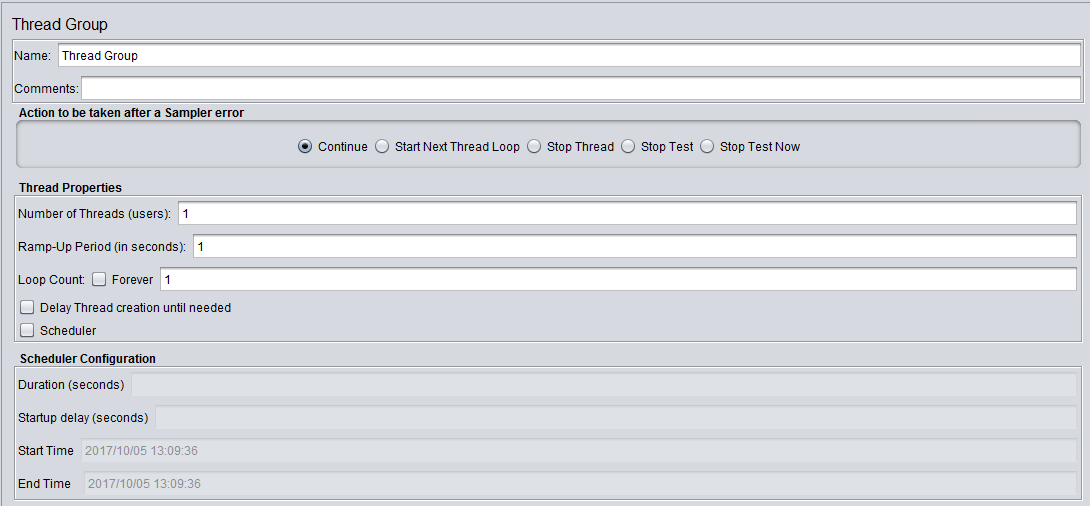 Thread Group
Name: Thread Group
Comments:
Action to be taken after a Sampler error
Continue Start Next Thread Loop Stop Thread Stop Test Stop Test Now
Thread Properties
Number of Threads (users): 1
Ramp-Up Period (in seconds): 1
Loop Count: Forever 1
Delay Thread creation until needed
Scheduler
Scheduler Configuration
Duration (seconds)
Startup delay (seconds)
Start Time 2017/10/05 13:09:36
End Time 2017/10/05 13:09:36